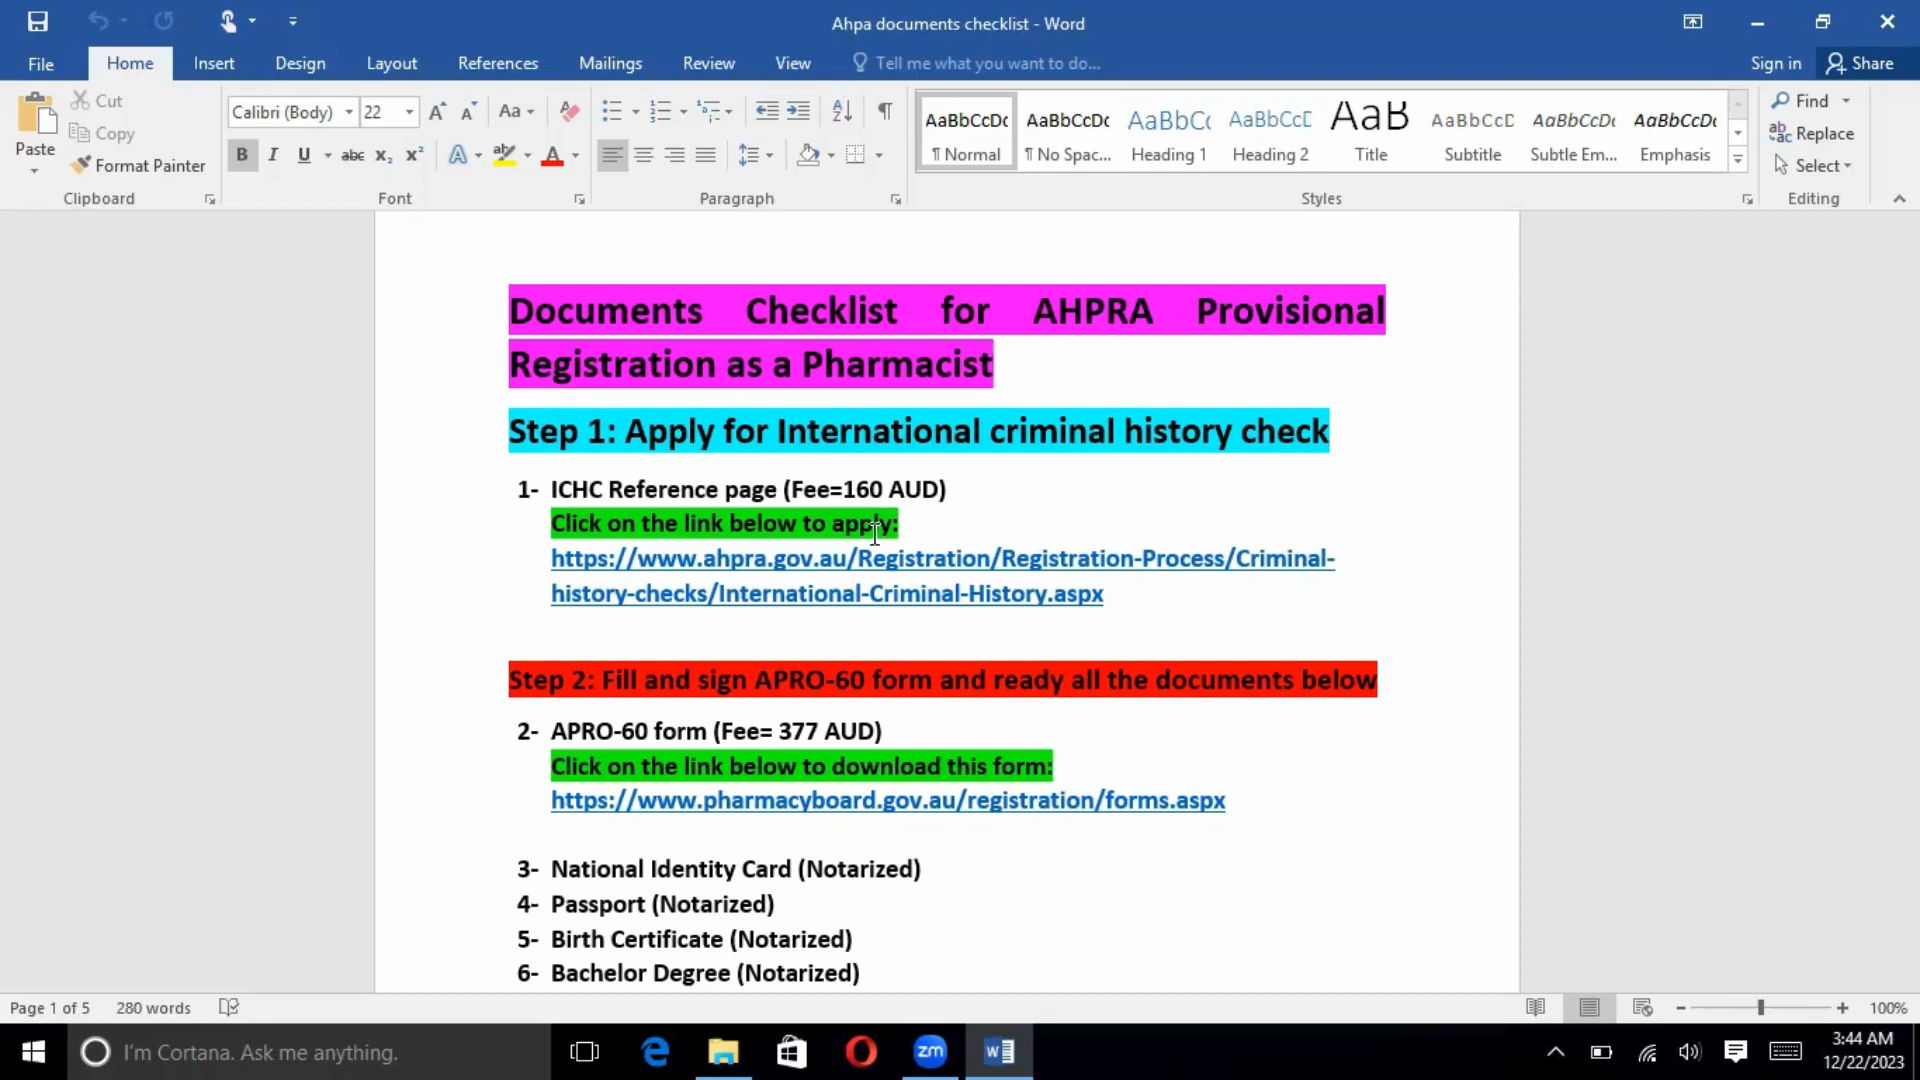 Ahpa documents checklist - Word
File Home Insert Design Layout References Mailings Review View Tell me what you want to do... Sign in Share
Paste
Cut
Copy
Format Painter
Clipboard
Calibri (Body) 22
Font
Paragraph
AaBbCcDc AaBbCcDc AaBbC( AaBbCcE AaB AaBbCcD AaBbCcDc AaBbCcDc
¶ Normal ¶ No Spac... Heading 1 Heading 2 Title Subtitle Subtle Em... Emphasis
Styles
Find
Replace
Select
Editing
Documents Checklist for AHPRA Provisional
Registration as a Pharmacist
Step 1: Apply for International criminal history check
1- ICHC Reference page (Fee=160 AUD)
Click on the link below to apply:
https://www.ahpra.gov.au/Registration/Registration-Process/Criminal-
history-checks/International-Criminal-History.aspx
Step 2: Fill and sign APRO-60 form and ready all the documents below
2- APRO-60 form (Fee= 377 AUD)
Click on the link below to download this form:
https://www.pharmacyboard.gov.au/registration/forms.aspx
3- National Identity Card (Notarized)
4- Passport (Notarized)
5- Birth Certificate (Notarized)
6- Bachelor Degree (Notarized)
Page 1 of 5 280 words 100%
I'm Cortana. Ask me anything.
zm
3:44 AM
12/22/2023